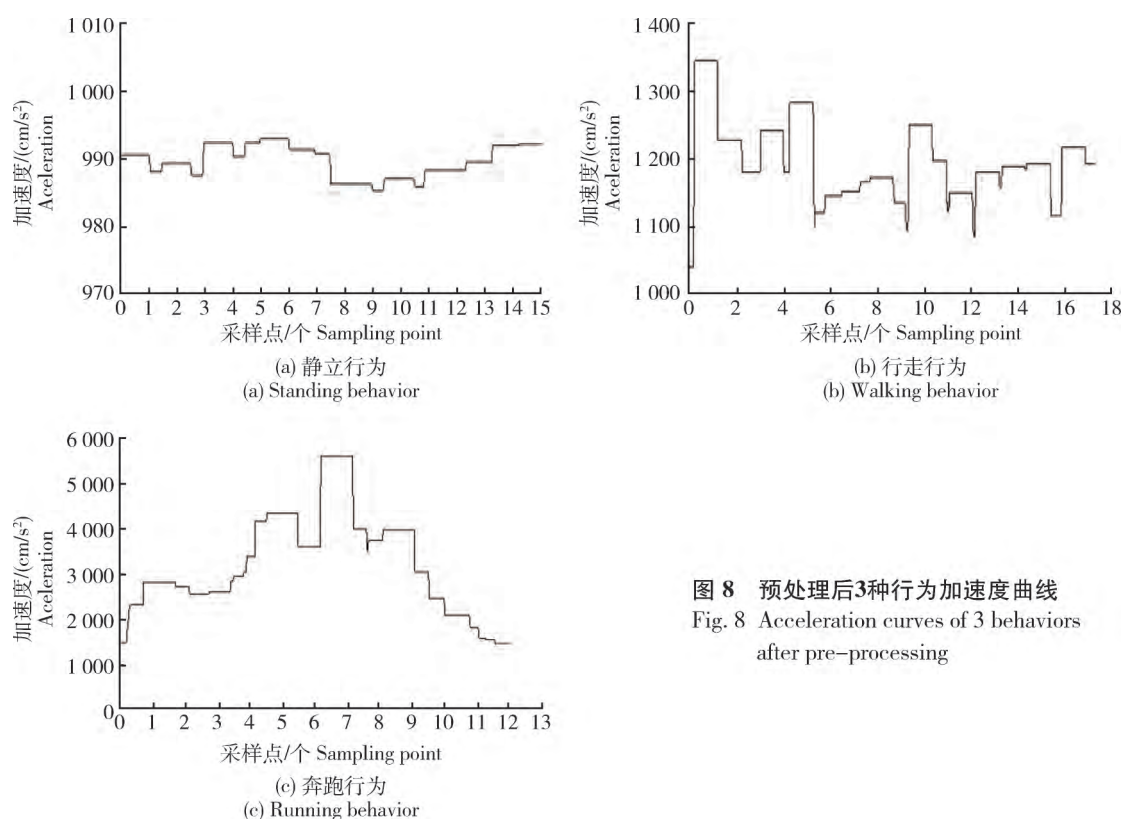 1 010
1 000
990
980
970
加速度/(cm/s²)
Aceleration
0 1 2 3 4 5 6 7 8 9 10 11 12 13 14 15
采样点/个 Sampling point
(a) 静立行为
(a) Standing behavior
1 400
1 300
1 200
1 100
1 000
加速度/(cm/s²)
Aceleration
0 2 4 6 8 10 12 14 16 18
采样点/个 Sampling point
(b) 行走行为
(b) Walking behavior
6 000
5 000
4 000
3 000
2 000
1 000
0
加速度/(cm/s²)
Aceleration
0 1 2 3 4 5 6 7 8 9 10 11 12 13
采样点/个 Sampling point
(c) 奔跑行为
(c) Running behavior
图 8 预处理后3种行为加速度曲线
Fig. 8 Acceleration curves of 3 behaviors
after pre-processing